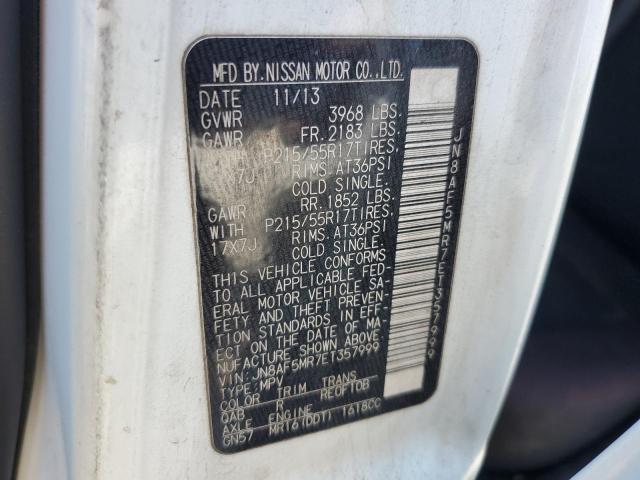 MFD BY.NISSAN MOTOR CO.,LTD.
DATE 11/13
GVWR 3968 LBS.
GAWR FR.2183 LBS.
WITH P215/55R17TIRES.
17X7J RIMS.AT36PSI
COLD SINGLE.
GAWR RR.1852 LBS.
WITH P215/55R17TIRES.
17X7J RIMS.AT36PSI
COLD SINGLE.
THIS VEHICLE CONFORMS
TO ALL APPLICABLE FED-
ERAL MOTOR VEHICLE SA-
FETY AND THEFT PREVEN-
TION STANDARDS IN EFF-
ECT ON THE DATE OF MA-
NUFACTURE SHOWN ABOVE.
VIN:JN8AF5MR7ET357999
TYPE:MPV
COLOR TRIM TRANS
QAB N RE0F10B
AXLE ENGINE
GN57 MR16(DDT) 1618CC
JN8AF5MR7ET357999